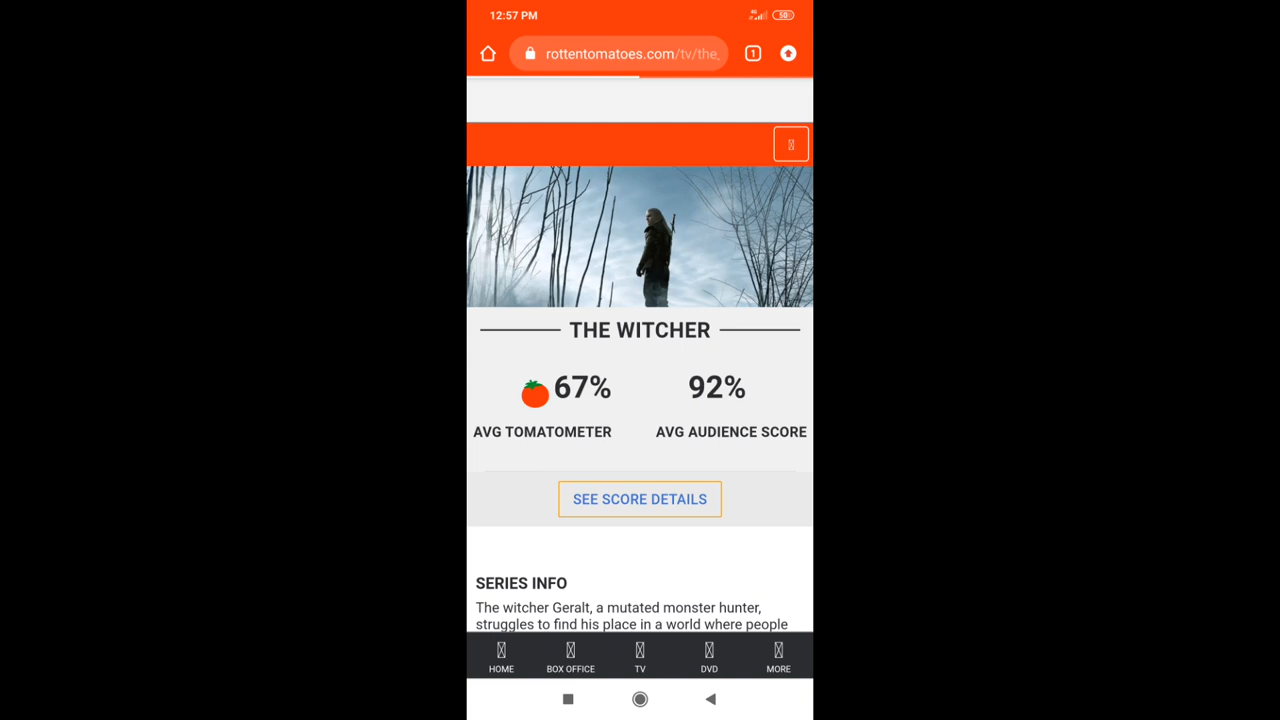 12:57 PM
4G
50
rottentomatoes.com/tv/the_
1
THE WITCHER
67%
92%
AVG TOMATOMETER
AVG AUDIENCE SCORE
SEE SCORE DETAILS
SERIES INFO
The witcher Geralt, a mutated monster hunter,
struggles to find his place in a world where people
HOME
BOX OFFICE
TV
DVD
MORE